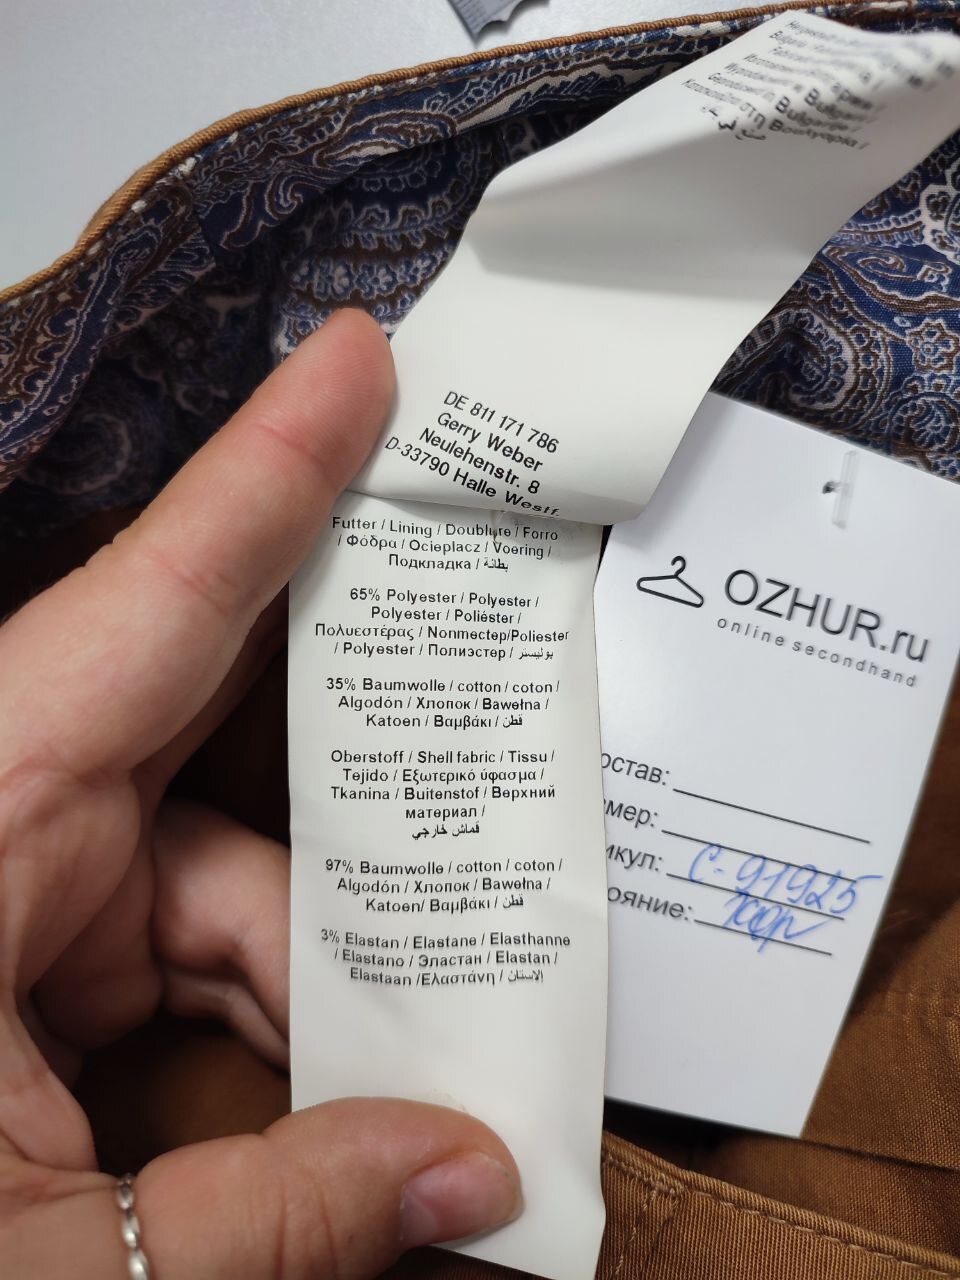 Bulgaria /
DE 811 171 786
Gerry Weber
Neulehenstr. 8
D-33790 Halle Westf.
Futter / Lining / Doublure / Forro
/ Φόδρα / Ocieplacz / Voering /
Подкладка / بطانة
65% Polyester / Polyester /
Polyester / Poliéster /
Πολυεστέρας / Nonmecтep/Poliester
/ Polyester / Полиэстер / بوليستر
35% Baumwolle / cotton / coton /
Algodón / Хлопок / Bawełna /
Katoen / Βαμβάκι / قطن
Oberstoff / Shell fabric / Tissu /
Tejido / Εξωτερικό ύφασμα /
Tkanina / Buitenstof / Верхний
материал /
قماش خارجي
97% Baumwolle / cotton / coton /
Algodón / Хлопок / Bawełna /
Katoen/ Βαμβάκι / قطن
3% Elastan / Elastane / Elasthanne
/ Elastano / Эластан / Elastan /
Elastaan /Ελαστάνη / الاستان
OZHUR.ru
online secondhand
остав:
мер:
икул: С-91925
ояние: хор